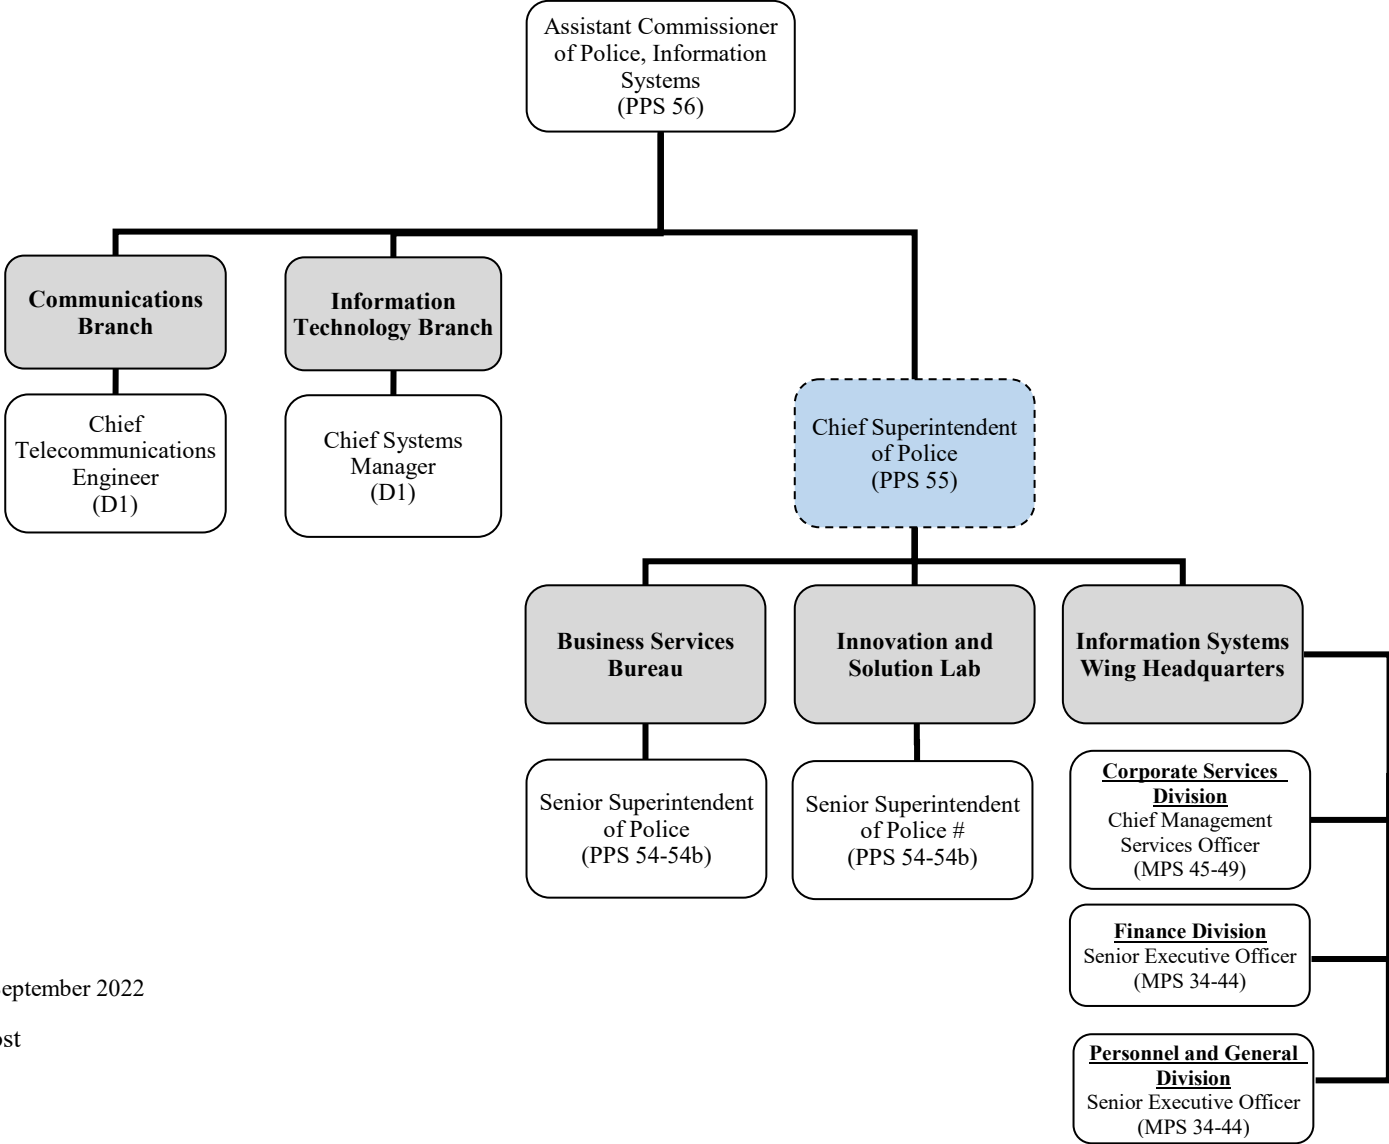 Assistant Commissioner
of Police, Information
Systems
(PPS 56)
Communications
Branch
Information
Technology Branch
Chief
Telecommunications
Engineer
(D1)
Chief Systems
Manager
(D1)
Chief Superintendent
of Police
(PPS 55)
Business Services
Bureau
Innovation and
Solution Lab
Information Systems
Wing Headquarters
Senior Superintendent
of Police
(PPS 54-54b)
Senior Superintendent
of Police #
(PPS 54-54b)
Corporate Services
Division
Chief Management
Services Officer
(MPS 45-49)
Finance Division
Senior Executive Officer
(MPS 34-44)
Personnel and General
Division
Senior Executive Officer
(MPS 34-44)
eptember 2022
ost